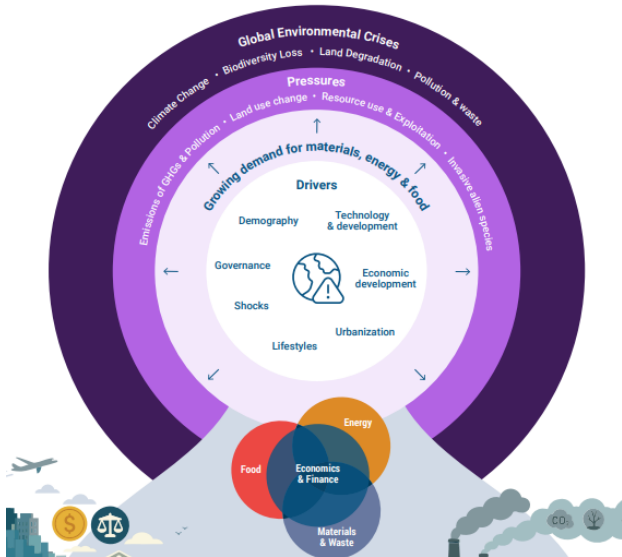 Global Environmental Crises
Climate Change • Biodiversity Loss • Land Degradation • Pollution & waste
Pressures
Emissions of GHGs & Pollution • Land use change • Resource use & Exploitation • Invasive alien species
Growing demand for materials, energy & food
Drivers
Demography
Technology
& development
Governance
Economic
development
Shocks
Urbanization
Lifestyles
Energy
Food
Economics
& Finance
Materials
& Waste
$
CO₂